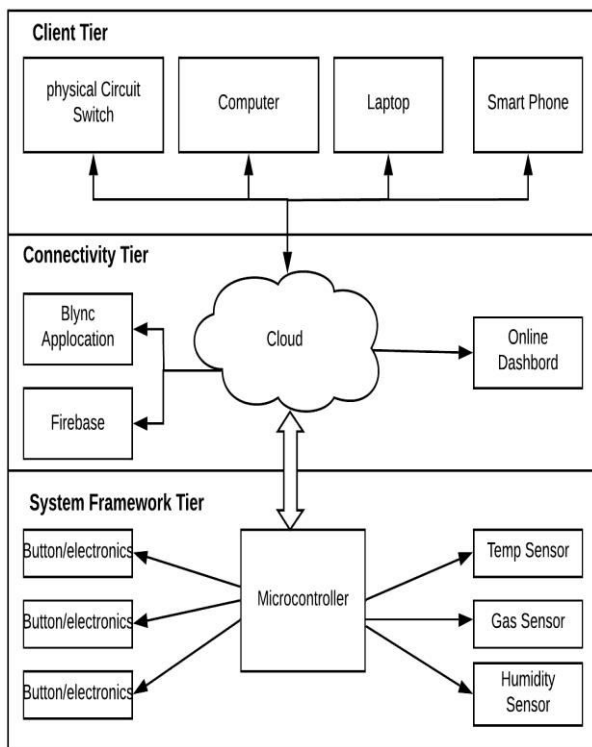 Client Tier
physical Circuit
Switch
Computer
Laptop
Smart Phone
Connectivity Tier
Blync
Applocation
Cloud
Online
Dashbord
Firebase
System Framework Tier
Button/electronics
Button/electronics
Button/electronics
Microcontroller
Temp Sensor
Gas Sensor
Humidity
Sensor